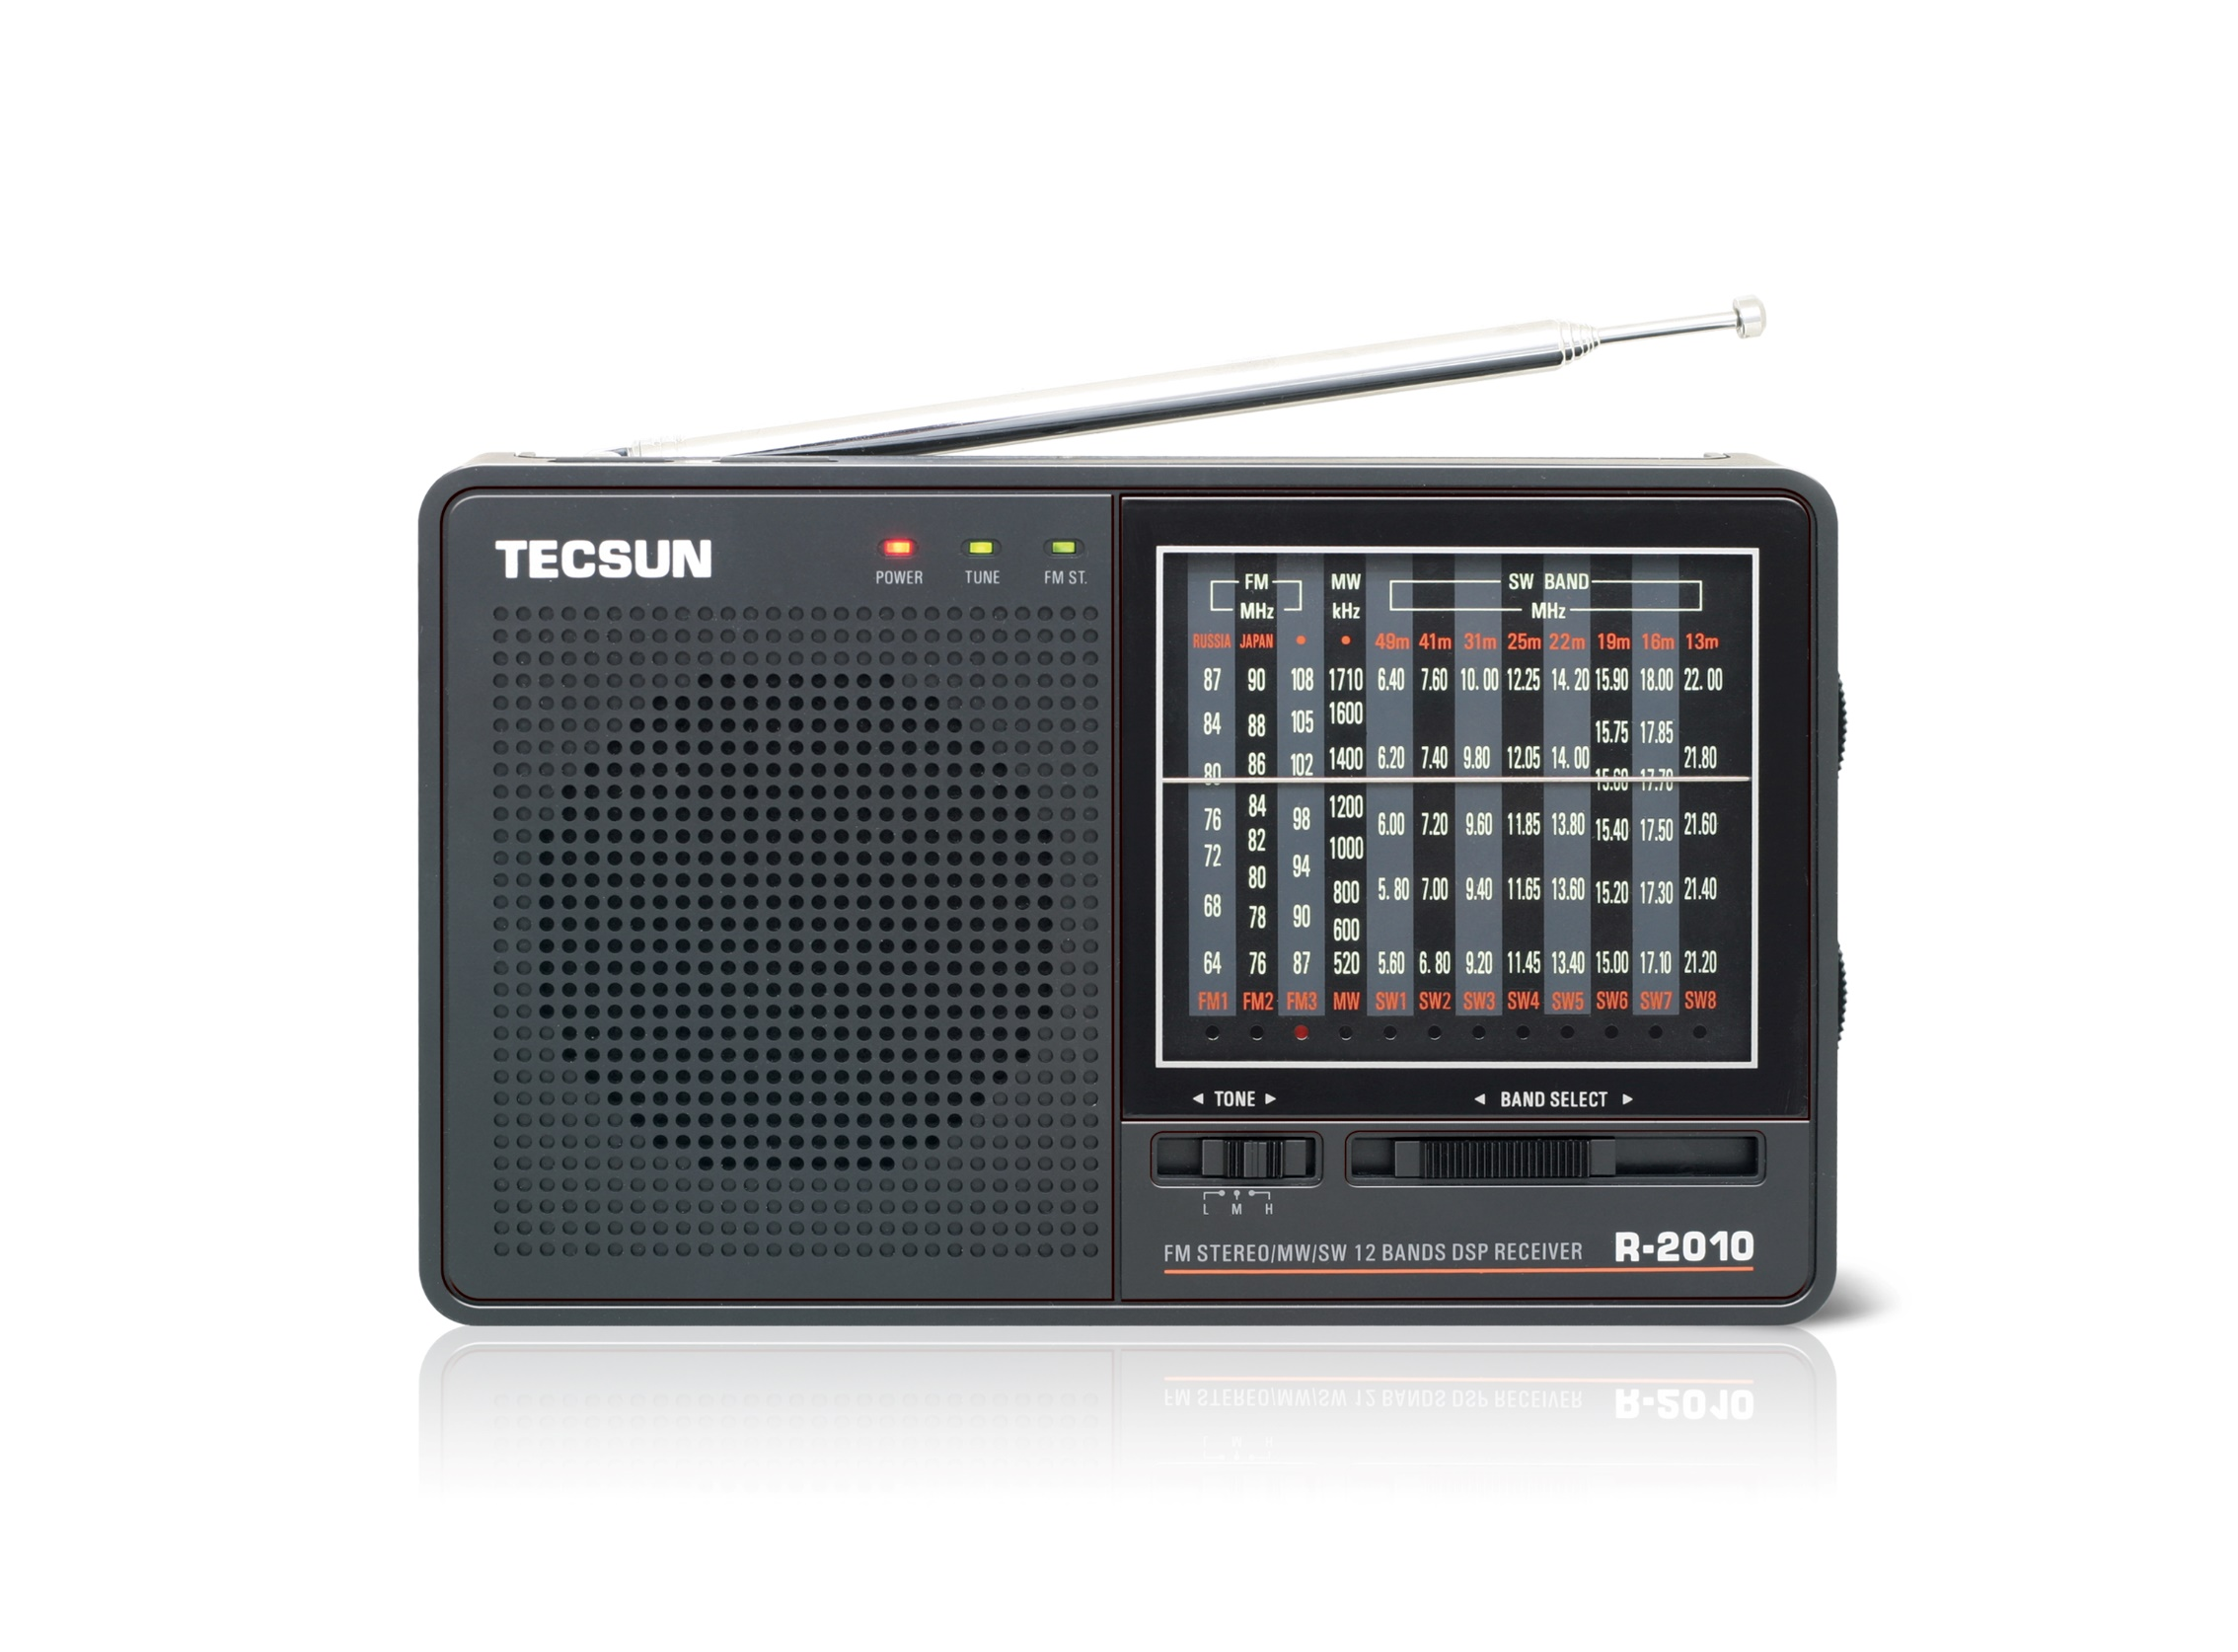 TECSUN
POWER TUNE FM ST.
FM MW SW BAND
MHz kHz MHz
RUSSIA JAPAN 49m 41m 31m 25m 22m 19m 16m 13m
87 90 108 1710 6.40 7.60 10.00 12.25 14.20 15.90 18.00 22.00
84 88 105 1600 15.75 17.85
80 86 102 1400 6.20 7.40 9.80 12.05 14.00 15.60 17.70 21.80
76 84 98 1200 6.00 7.20 9.60 11.85 13.80 15.40 17.50 21.60
72 82 94 1000
68 80 90 800 5.80 7.00 9.40 11.65 13.60 15.20 17.30 21.40
78 600
64 76 87 520 5.60 6.80 9.20 11.45 13.40 15.00 17.10 21.20
FM1 FM2 FM3 MW SW1 SW2 SW3 SW4 SW5 SW6 SW7 SW8
◄ TONE ► ◄ BAND SELECT ►
L M H
FM STEREO/MW/SW 12 BANDS DSP RECEIVER R-2010